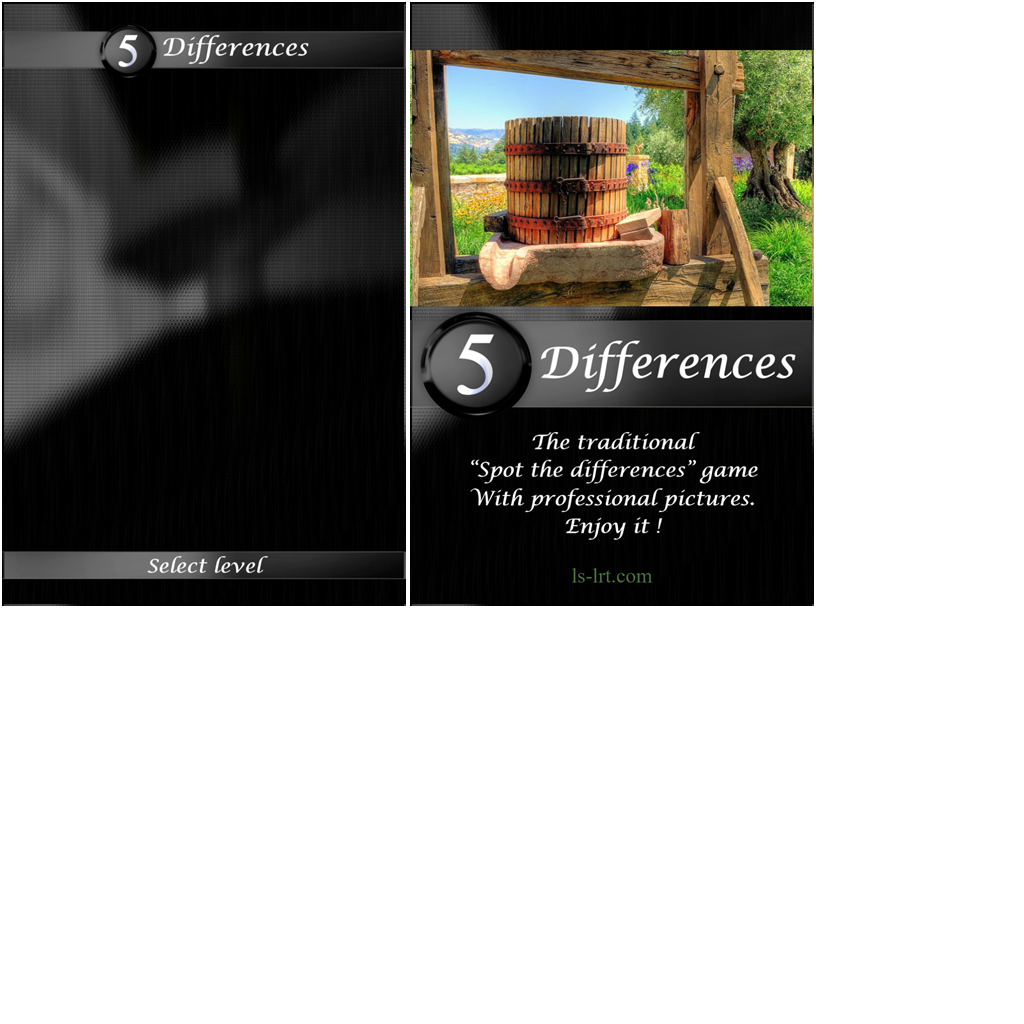 5 Differences
Select level
5 Differences
The traditional
“Spot the differences” game
With professional pictures.
Enjoy it !
ls-lrt.com